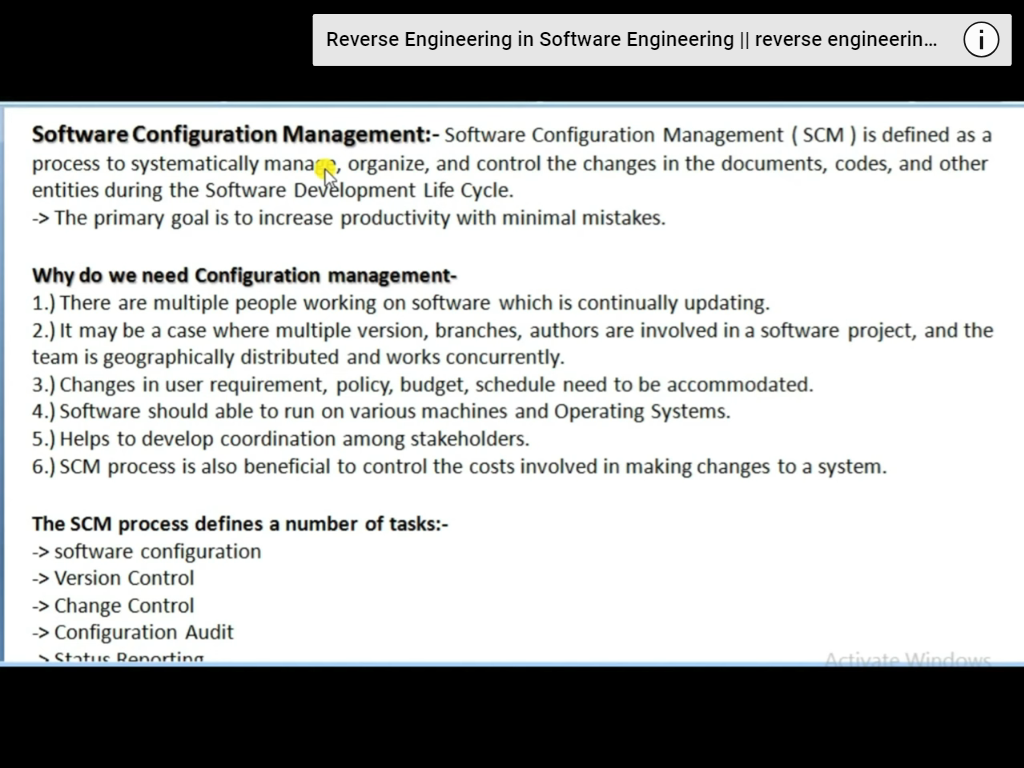 Reverse Engineering in Software Engineering || reverse engineerin...
Software Configuration Management:- Software Configuration Management ( SCM ) is defined as a
process to systematically manage, organize, and control the changes in the documents, codes, and other
entities during the Software Development Life Cycle.
-> The primary goal is to increase productivity with minimal mistakes.
Why do we need Configuration management-
1.) There are multiple people working on software which is continually updating.
2.) It may be a case where multiple version, branches, authors are involved in a software project, and the
team is geographically distributed and works concurrently.
3.) Changes in user requirement, policy, budget, schedule need to be accommodated.
4.) Software should able to run on various machines and Operating Systems.
5.) Helps to develop coordination among stakeholders.
6.) SCM process is also beneficial to control the costs involved in making changes to a system.
The SCM process defines a number of tasks:-
-> software configuration
-> Version Control
-> Change Control
-> Configuration Audit
-> Status Reporting
Activate Windows